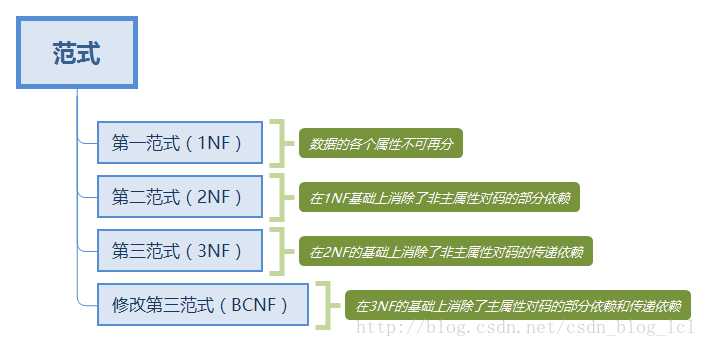 范式
第一范式（1NF）
数据的各个属性不可再分
第二范式（2NF）
在1NF基础上消除了非主属性对码的部分依赖
第三范式（3NF）
在2NF的基础上消除了非主属性对码的传递依赖
修改第三范式（BCNF）
在3NF的基础上消除了主属性对码的部分依赖和传递依赖
http://blog.csdn.net/csdn_blog_lcl